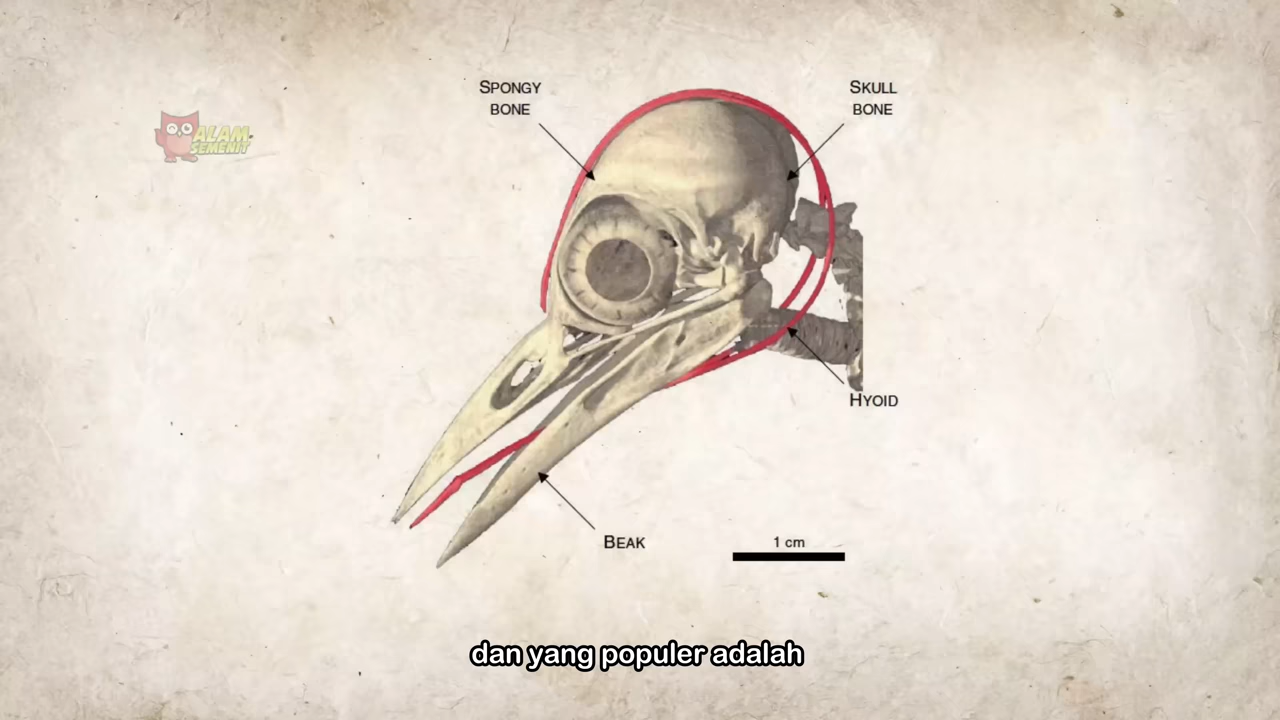 SPONGY
BONE
SKULL
BONE
ALAM
SEMENIT
HYOID
BEAK
1 cm
dan yang populer adalah